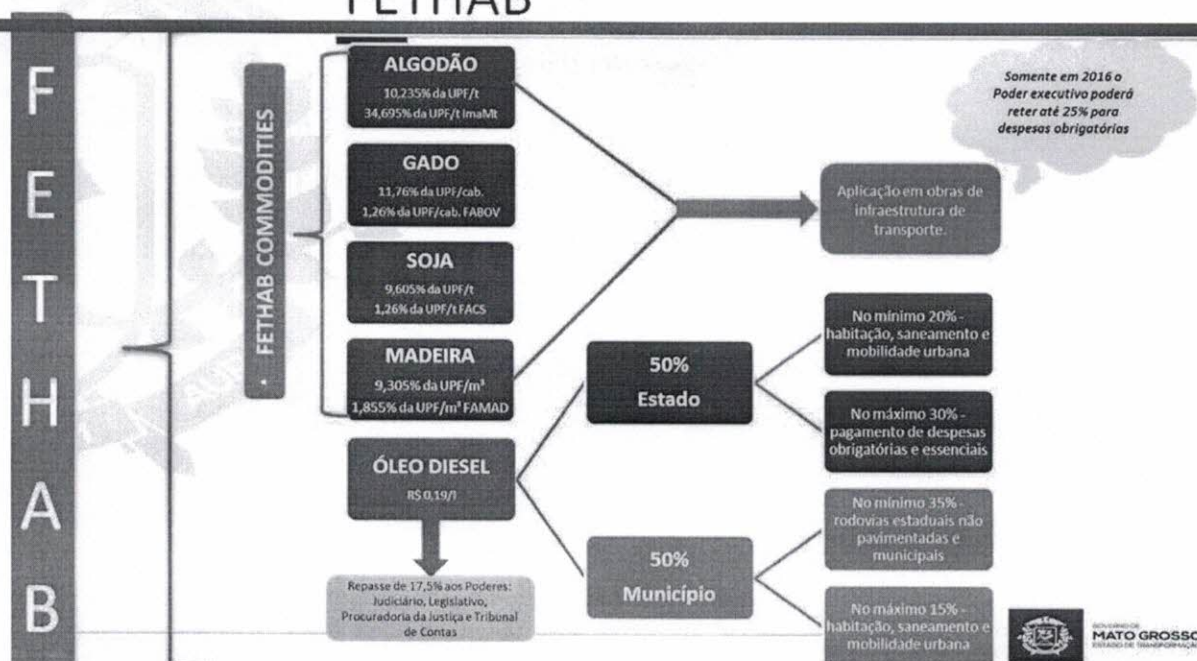 FETHAB
FETHAB
• FETHAB COMMODITIES
ALGODÃO
10,235% da UPF/t
34,695% da UPF/t ImaMt
GADO
11,76% da UPF/cab.
1,26% da UPF/cab. FABOV
SOJA
9,605% da UPF/t
1,26% da UPF/t FACS
MADEIRA
9,305% da UPF/m³
1,855% da UPF/m³ FAMAD
ÓLEO DIESEL
R$ 0,19/l
Repasse de 17,5% aos Poderes:
Judiciário, Legislativo,
Procuradoria da Justiça e Tribunal
de Contas
Somente em 2016 o
Poder executivo poderá
reter até 25% para
despesas obrigatórias
Aplicação em obras de
infraestrutura de
transporte.
50%
Estado
No mínimo 20% -
habitação, saneamento e
mobilidade urbana
No máximo 30% -
pagamento de despesas
obrigatórias e essenciais
50%
Município
No mínimo 35% -
rodovias estaduais não
pavimentadas e
municipais
No máximo 15% -
habitação, saneamento e
mobilidade urbana
GOVERNO DE
MATO GROSSO
ESTADO DE TRANSFORMAÇÃO